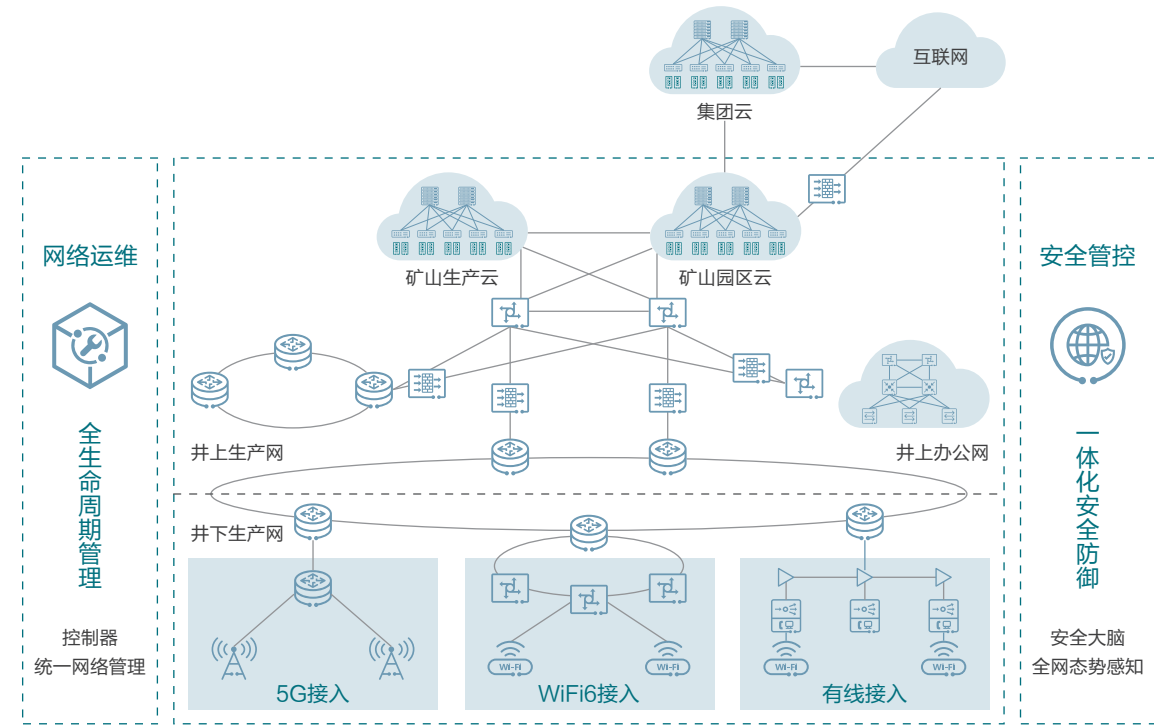 互联网
集团云
矿山生产云
矿山园区云
网络运维
全生命周期管理
控制器
统一网络管理
井上生产网
井上办公网
井下生产网
Wi-Fi
Wi-Fi
Wi-Fi
Wi-Fi
5G接入
WiFi6接入
有线接入
安全管控
一体化安全防御
安全大脑
全网态势感知